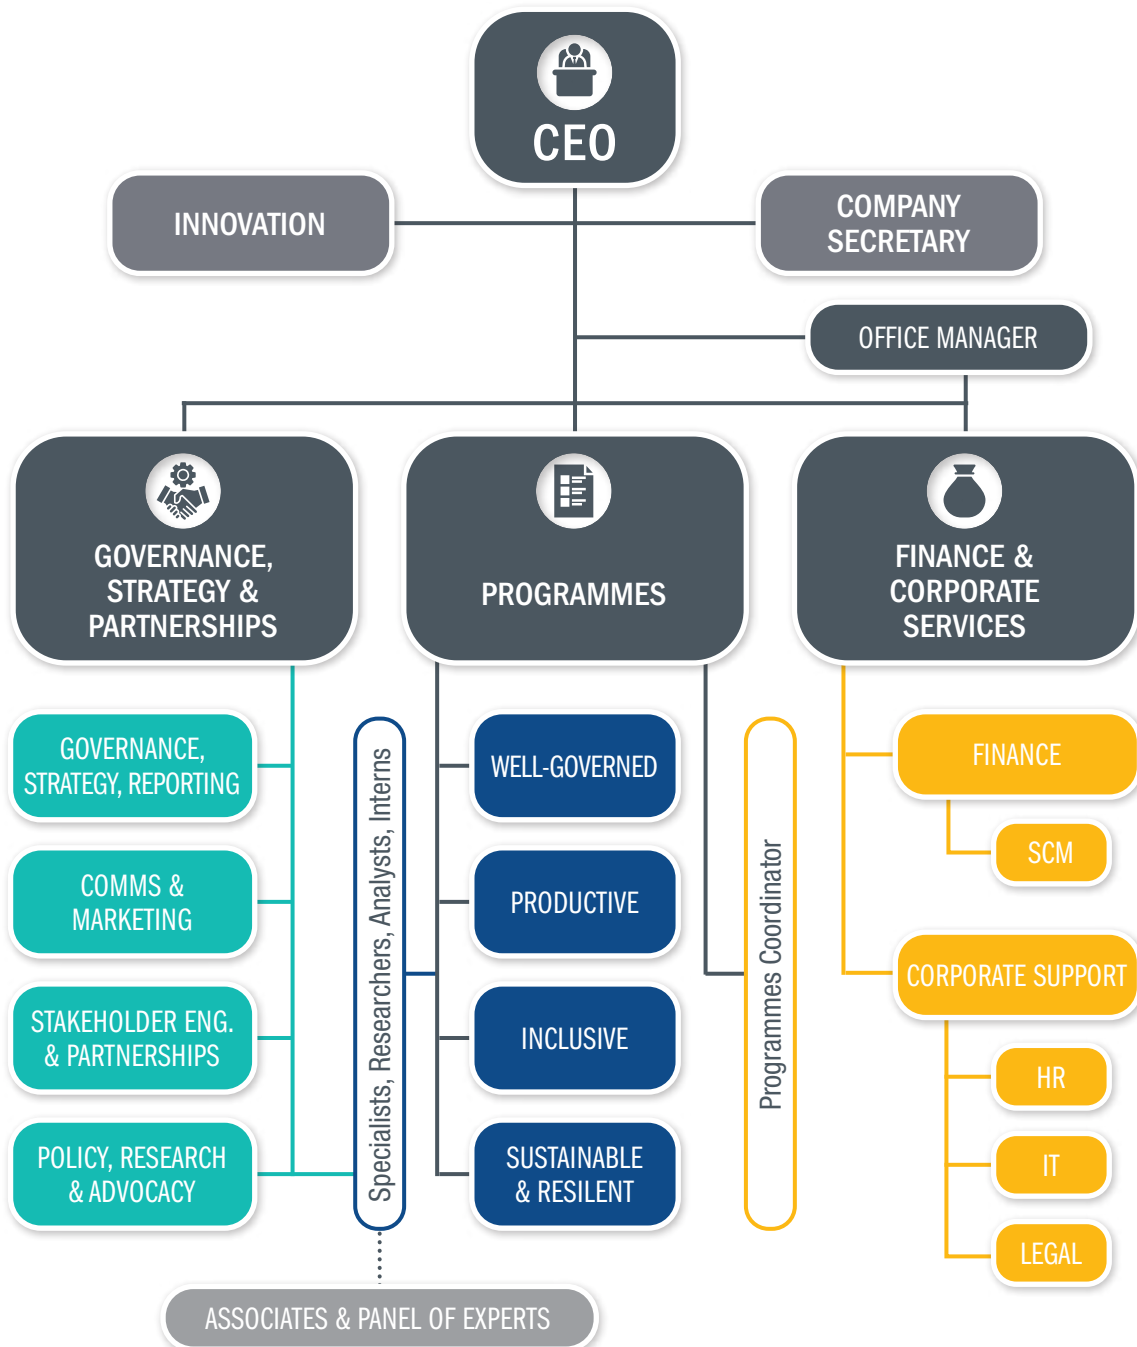 CEO
INNOVATION
COMPANY
SECRETARY
OFFICE MANAGER
GOVERNANCE,
STRATEGY &
PARTNERSHIPS
PROGRAMMES
FINANCE &
CORPORATE
SERVICES
GOVERNANCE,
STRATEGY, REPORTING
COMMS &
MARKETING
STAKEHOLDER ENG.
& PARTNERSHIPS
POLICY, RESEARCH
& ADVOCACY
Specialists, Researchers, Analysts, Interns
WELL-GOVERNED
PRODUCTIVE
INCLUSIVE
SUSTAINABLE
& RESILENT
Programmes Coordinator
FINANCE
SCM
CORPORATE SUPPORT
HR
IT
LEGAL
ASSOCIATES & PANEL OF EXPERTS